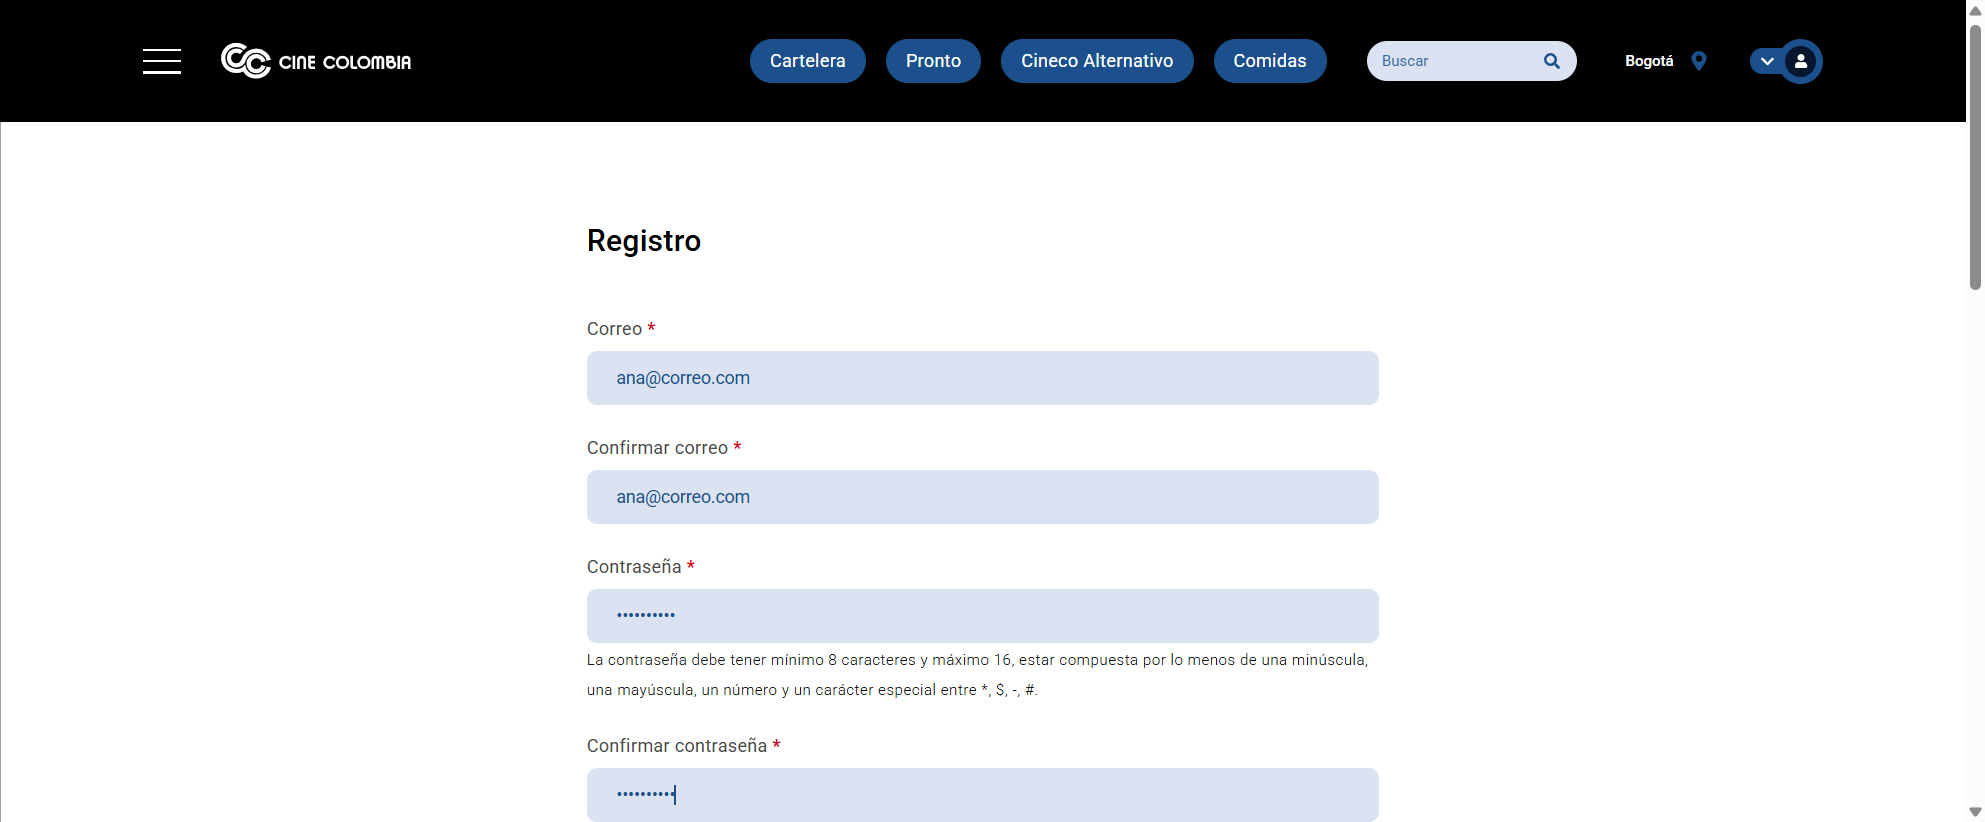 CINE COLOMBIA
Cartelera
Pronto
Cineco Alternativo
Comidas
Buscar
Bogotá
Registro
Correo *
ana@correo.com
Confirmar correo *
ana@correo.com
Contraseña *
••••••••••
La contraseña debe tener mínimo 8 caracteres y máximo 16, estar compuesta por lo menos de una minúscula,
una mayúscula, un número y un carácter especial entre *, $, -, #.
Confirmar contraseña *
••••••••••